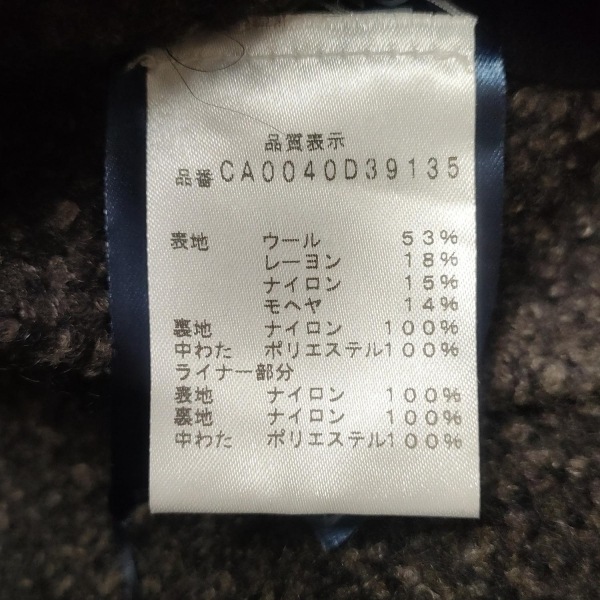 品質表示
品番CA0040D39135
表地 ウール 53%
レーヨン 18%
ナイロン 15%
モヘヤ 14%
裏地 ナイロン 100%
中わた ポリエステル100%
ライナー部分
表地 ナイロン 100%
裏地 ナイロン 100%
中わた ポリエステル100%